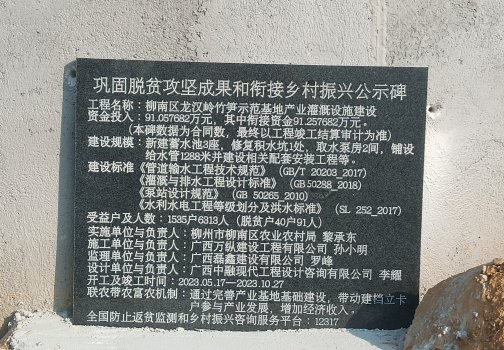 巩固脱贫攻坚成果和衔接乡村振兴公示碑
工程名称：柳南区龙汉岭竹笋示范基地产业灌溉设施建设
资金投入：91.057682万元，其中衔接资金91.257682万元。
（本碑数据为合同数，最终以工程竣工结算审计为准）
建设规模：新建蓄水池3座，修复积水坑1处，取水泵房2间，铺设
给水管1288米并建设相关配套安装工程等。
建设标准《管道输水工程技术规范》（GB/T 20203_2017）
《灌溉与排水工程设计标准》（GB 50288_2018）
《泵站设计规范》（GB 50265_2010）
《水利水电工程等级划分及洪水标准》（SL 252_2017）
受益户及人数：1535户6313人（脱贫户40户91人）
实施单位与负责人：柳州市柳南区农业农村局 黎承东
施工单位与负责人：广西万纵建设工程有限公司 孙小明
监理单位与负责人：广西磊鑫建设有限公司 罗峰
设计单位与负责人：广西中融现代工程设计咨询有限公司 李耀
开工及竣工时间：2023.05.17—2023.10.27
联农带农富农机制：通过完善产业基地基础建设，带动建档立卡
户参与产业发展，增加经济收入。
全国防止返贫监测和乡村振兴咨询服务平台：12317